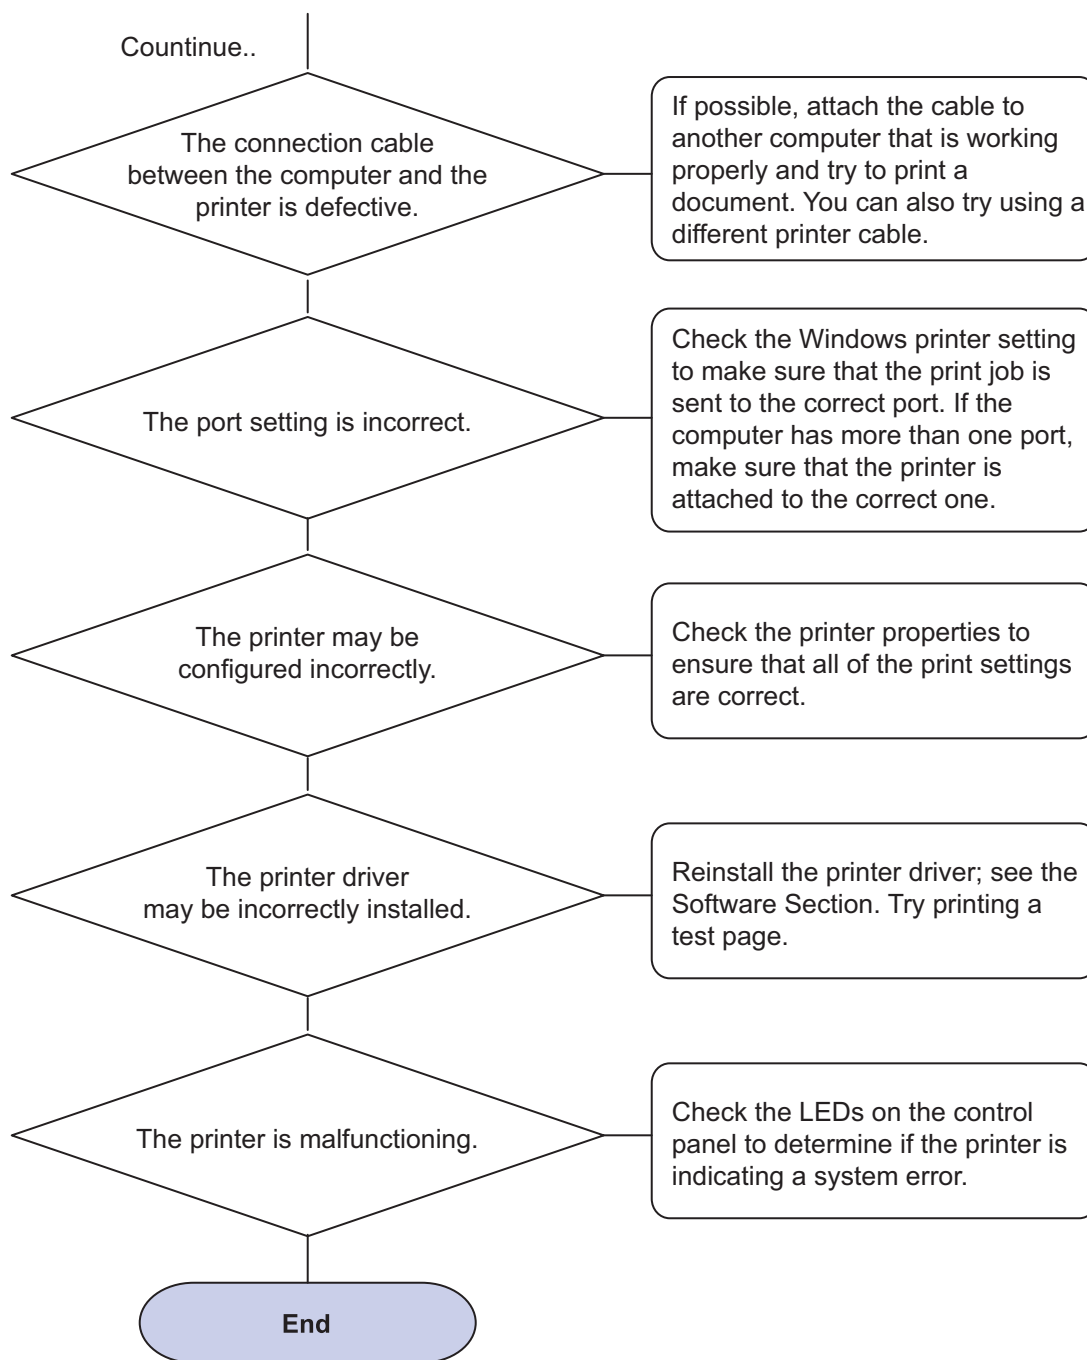 Countinue..
The connection cable
between the computer and the
printer is defective.
If possible, attach the cable to
another computer that is working
properly and try to print a
document. You can also try using a
different printer cable.
The port setting is incorrect.
Check the Windows printer setting
to make sure that the print job is
sent to the correct port. If the
computer has more than one port,
make sure that the printer is
attached to the correct one.
The printer may be
configured incorrectly.
Check the printer properties to
ensure that all of the print settings
are correct.
The printer driver
may be incorrectly installed.
Reinstall the printer driver; see the
Software Section. Try printing a
test page.
The printer is malfunctioning.
Check the LEDs on the control
panel to determine if the printer is
indicating a system error.
End